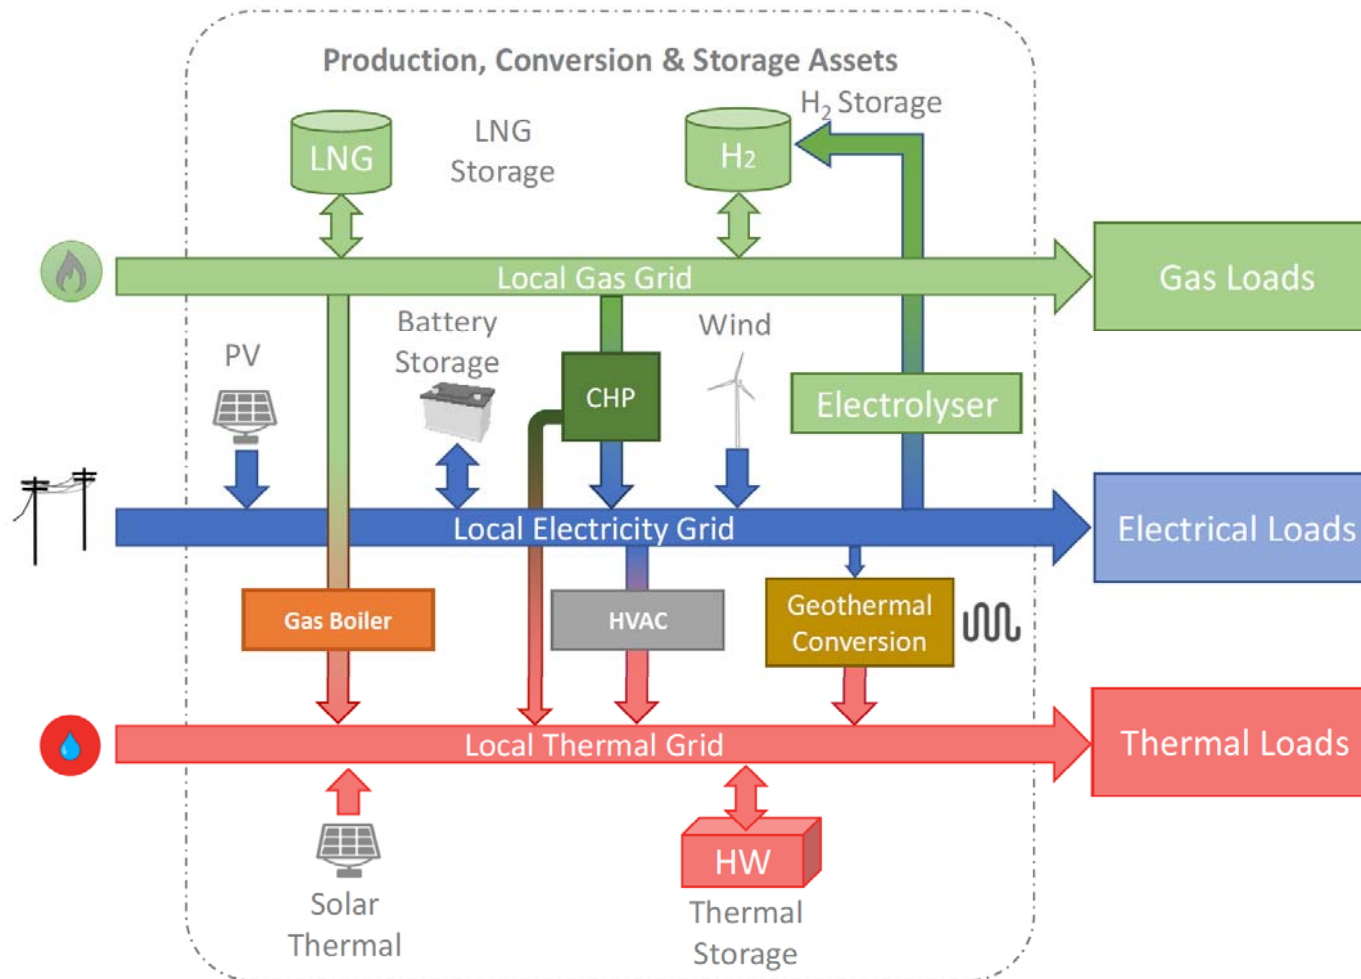 Production, Conversion & Storage Assets
H2 Storage
LNG
Storage
LNG
H2
Local Gas Grid
Gas Loads
Battery
Storage
Wind
PV
CHP
Electrolyser
Local Electricity Grid
Electrical Loads
Gas Boiler
HVAC
Geothermal
Conversion
Local Thermal Grid
Thermal Loads
HW
Solar
Thermal
Thermal
Storage